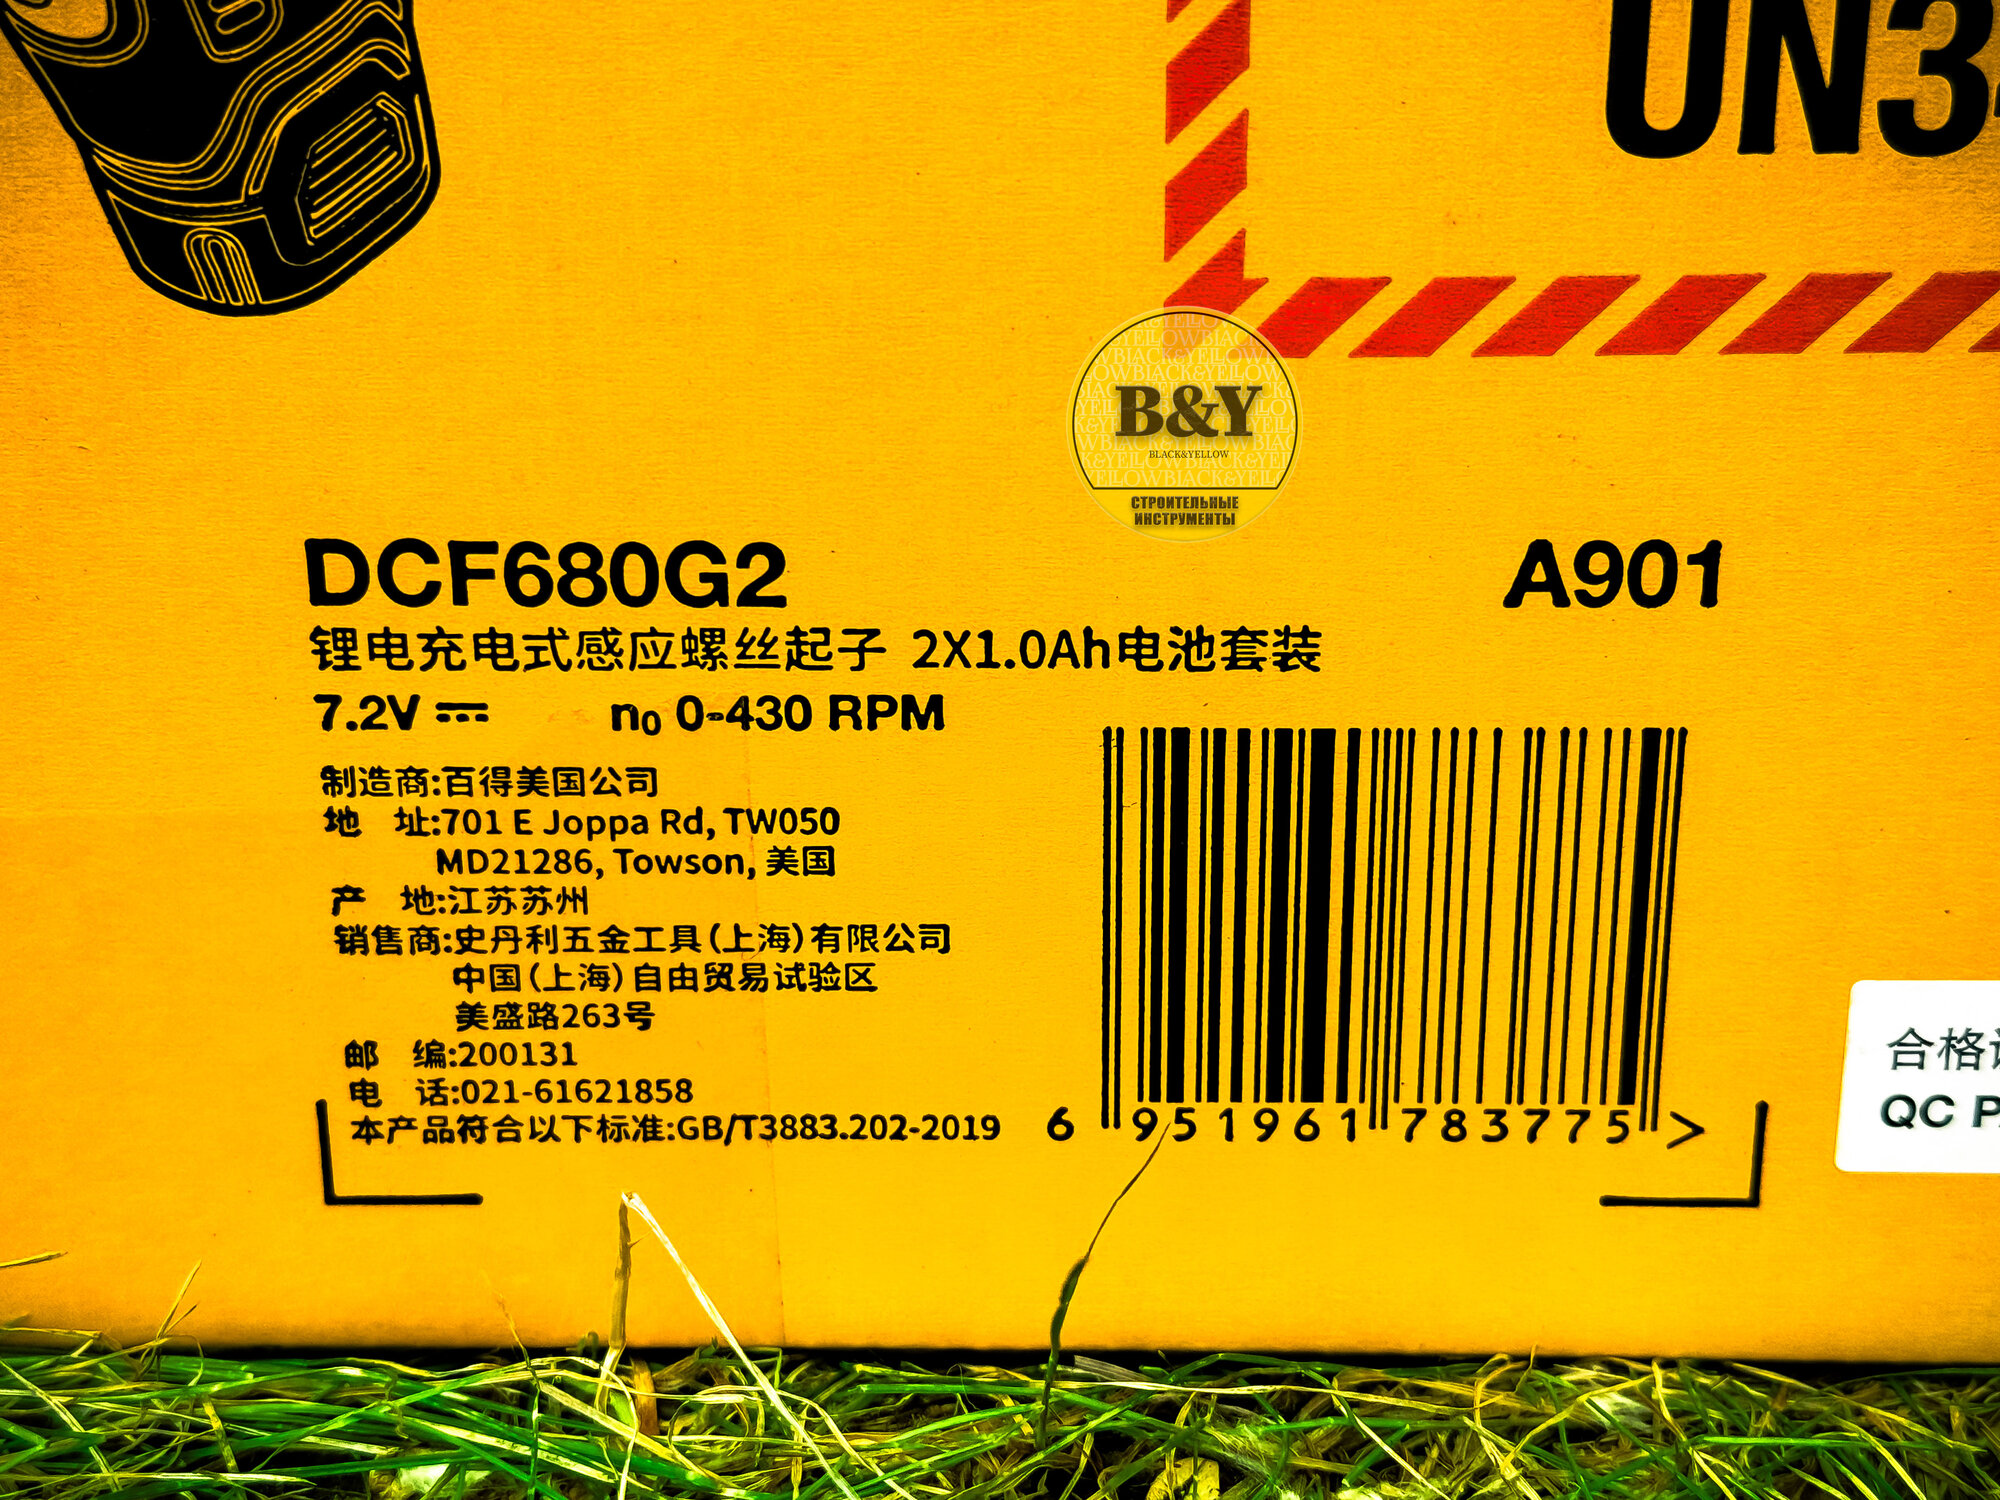 UN3
B&Y
BLACK&YELLOW
СТРОИТЕЛЬНЫЕ
ИНСТРУМЕНТЫ
DCF680G2
A901
锂电充电式感应螺丝起子 2X1.0Ah电池套装
7.2V n₀ 0-430 RPM
制造商:百得美国公司
地 址:701 E Joppa Rd, TW050
MD21286, Towson, 美国
产 地:江苏苏州
销售商:史丹利五金工具(上海)有限公司
中国(上海)自由贸易试验区
美盛路263号
邮 编:200131
电 话:021-61621858
本产品符合以下标准:GB/T3883.202-2019
6 951961 783775 >
合格
QC P